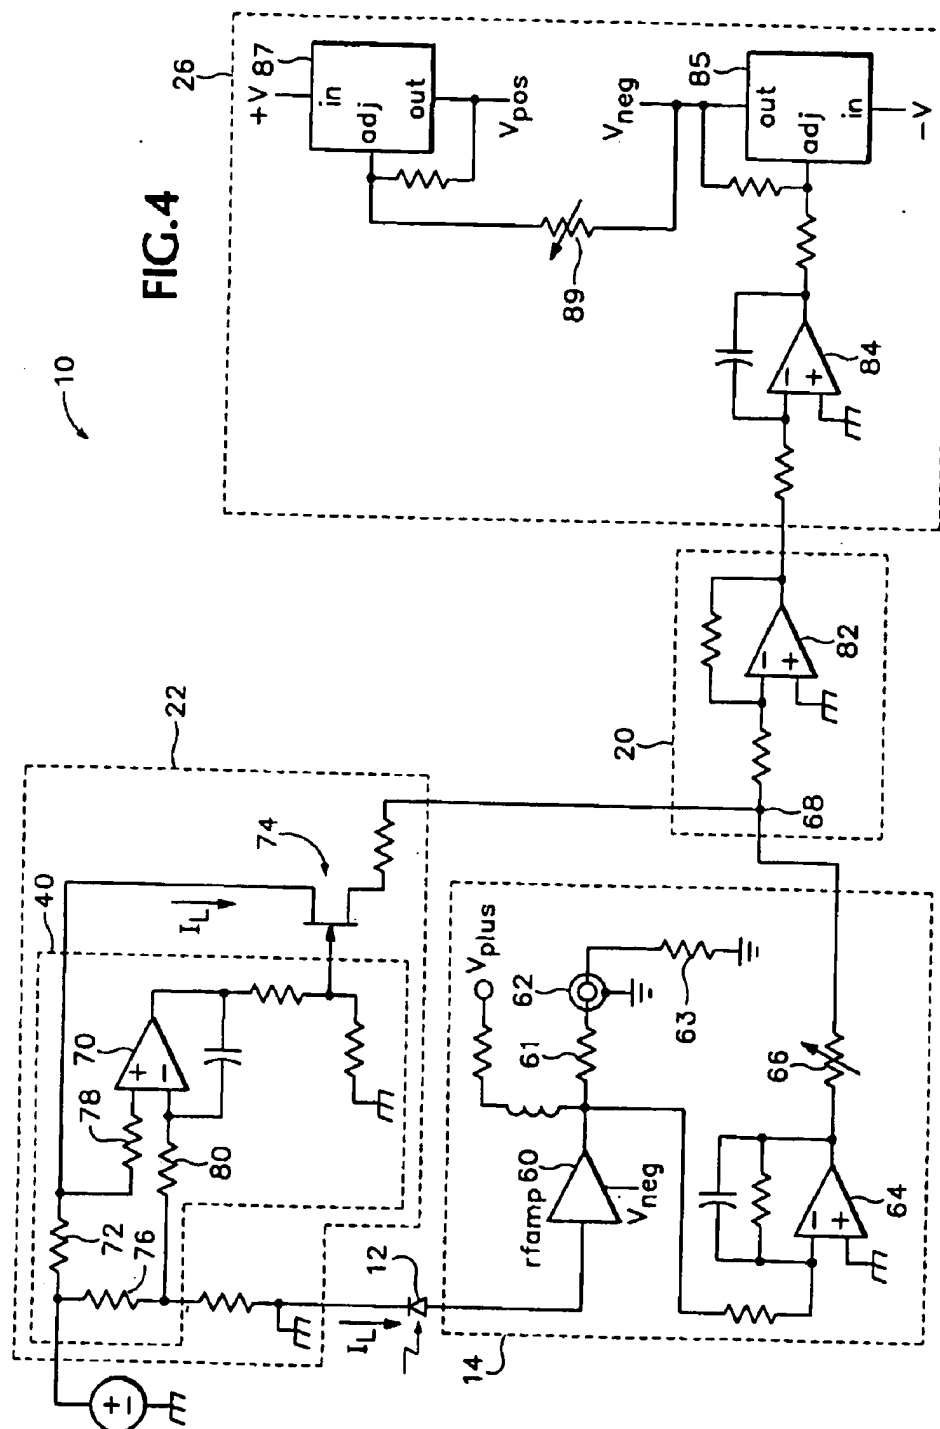 FIG.4
10
26
+V
87
in
adj
out
Vpos
Vneg
85
out
adj
in
-V
89
84
22
40
74
IL
70
+
-
78
80
72
76
+
-
20
82
-
+
68
Vplus
62
61
63
rfamp
60
Vneg
66
64
-
+
12
IL
14
-
+